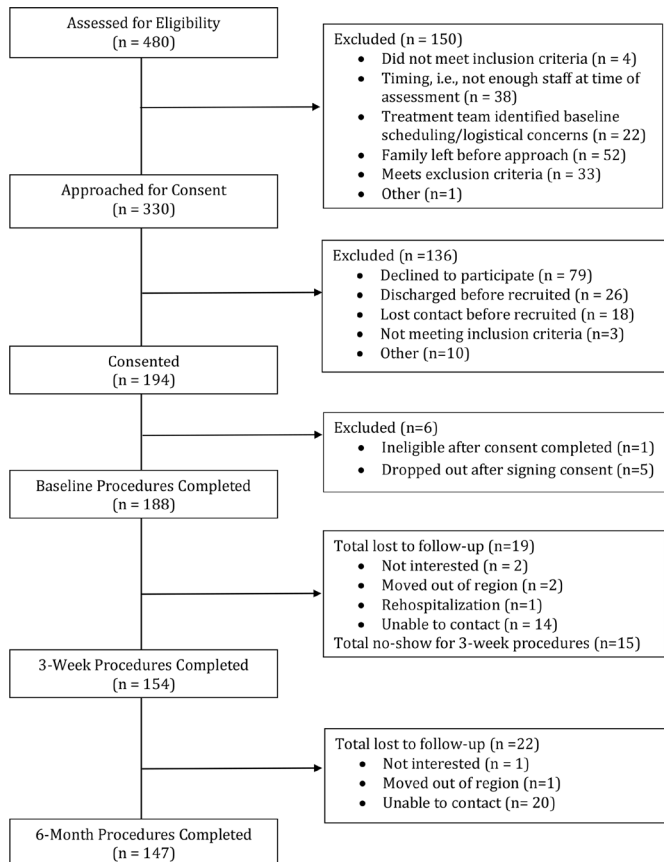 Assessed for Eligibility
(n = 480)
Excluded (n = 150)
• Did not meet inclusion criteria (n = 4)
• Timing, i.e., not enough staff at time of
assessment (n = 38)
• Treatment team identified baseline
scheduling/logistical concerns (n = 22)
• Family left before approach (n = 52)
• Meets exclusion criteria (n = 33)
• Other (n=1)
Approached for Consent
(n = 330)
Excluded (n =136)
• Declined to participate (n = 79)
• Discharged before recruited (n = 26)
• Lost contact before recruited (n = 18)
• Not meeting inclusion criteria (n=3)
• Other (n=10)
Consented
(n = 194)
Excluded (n=6)
• Ineligible after consent completed (n=1)
• Dropped out after signing consent (n=5)
Baseline Procedures Completed
(n = 188)
Total lost to follow-up (n=19)
• Not interested (n = 2)
• Moved out of region (n =2)
• Rehospitalization (n=1)
• Unable to contact (n = 14)
Total no-show for 3-week procedures (n=15)
3-Week Procedures Completed
(n = 154)
Total lost to follow-up (n =22)
• Not interested (n = 1)
• Moved out of region (n=1)
• Unable to contact (n= 20)
6-Month Procedures Completed
(n = 147)